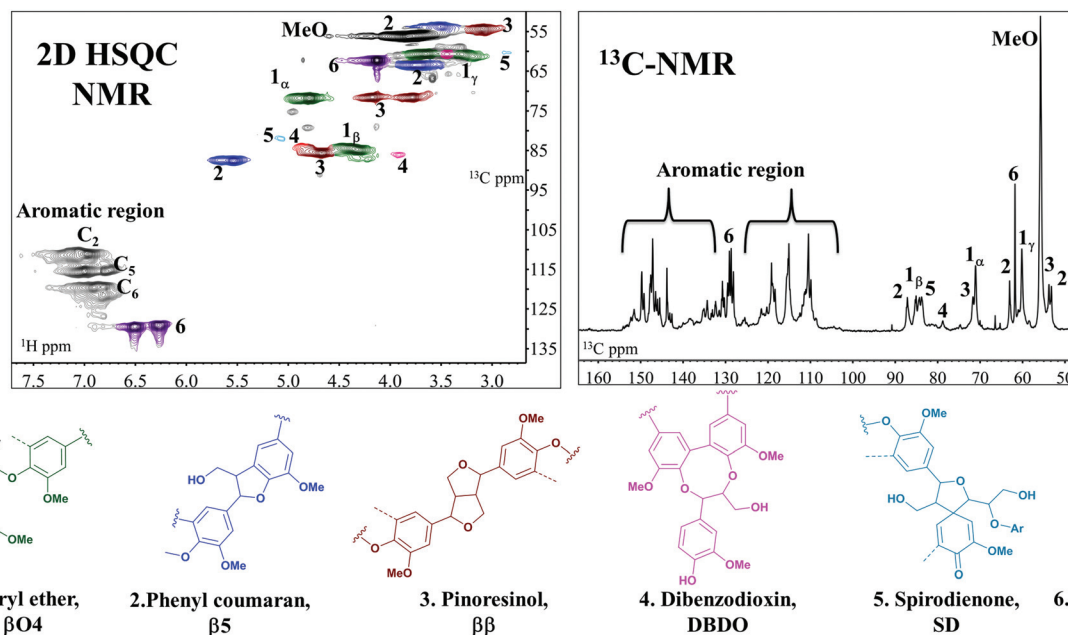 2D HSQC
NMR
MeO
2
3
6
2
1γ
5
1α
3
5
4
1β
2
3
4
13C ppm
55
65
75
85
95
105
115
125
135
Aromatic region
C2
C5
C6
6
1H ppm
7.5
7.0
6.5
6.0
5.5
5.0
4.5
4.0
3.5
3.0
13C-NMR
MeO
Aromatic region
6
6
1γ
1α
2
1β
5
4
3
2
3
2
13C ppm
160
150
140
130
120
110
100
90
80
70
60
O
OMe
OMe
HO
O
OMe
O
OMe
O
O
OMe
O
O
MeO
OMe
MeO
O
O
OH
OMe
HO
OMe
O
O
HO
OH
O-Ar
OMe
O
ryl ether,
βO4
2.Phenyl coumaran,
β5
3. Pinoresinol,
ββ
4. Dibenzodioxin,
DBDO
5. Spirodienone,
SD
6.